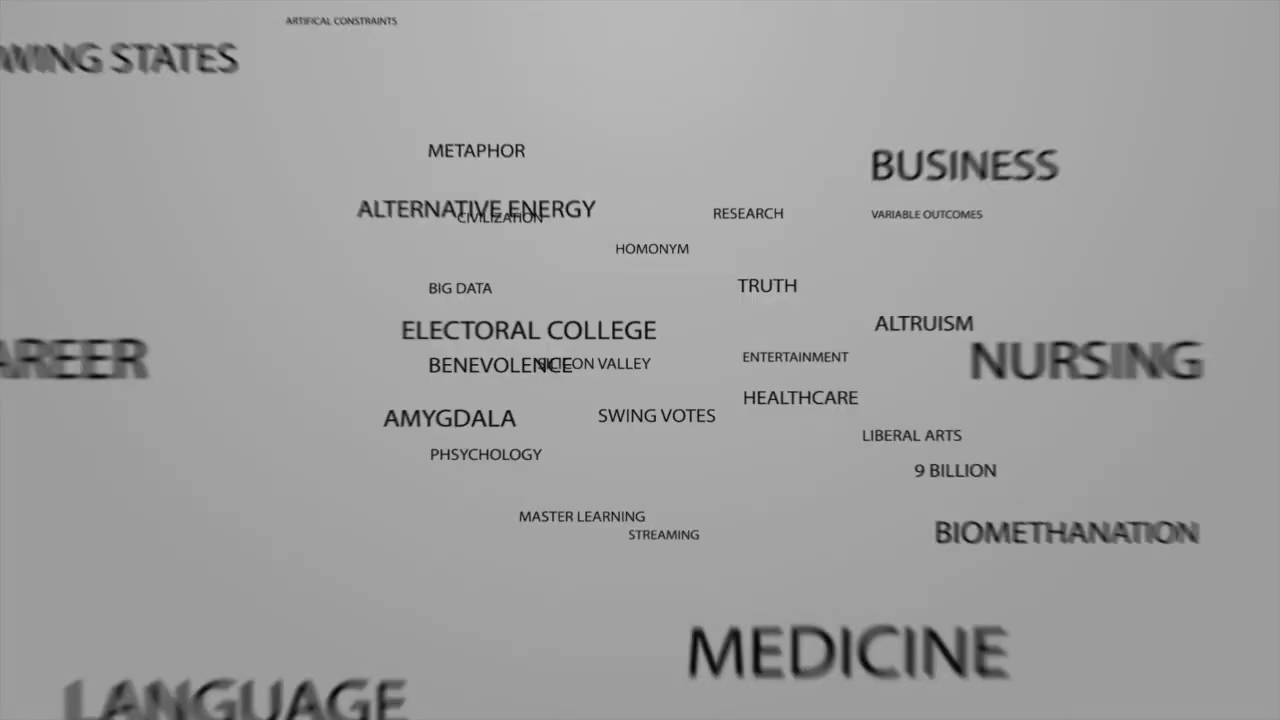 ARTIFICAL CONSTRAINTS
WING STATES
METAPHOR
BUSINESS
ALTERNATIVE ENERGY
CIVILIZATION
RESEARCH
VARIABLE OUTCOMES
HOMONYM
BIG DATA
TRUTH
ELECTORAL COLLEGE
ALTRUISM
AREER
BENEVOLENCE
SILICON VALLEY
ENTERTAINMENT
NURSING
HEALTHCARE
AMYGDALA
SWING VOTES
LIBERAL ARTS
PHSYCHOLOGY
9 BILLION
MASTER LEARNING
STREAMING
BIOMETHANATION
MEDICINE
LANGUAGE